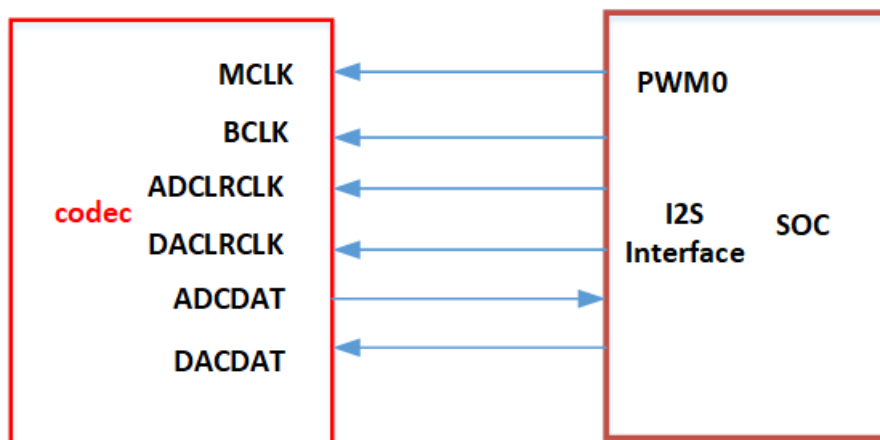 MCLK
BCLK
ADCLRCLK
codec
DACLRCLK
ADCDAT
DACDAT
PWM0
I2S
Interface
SOC